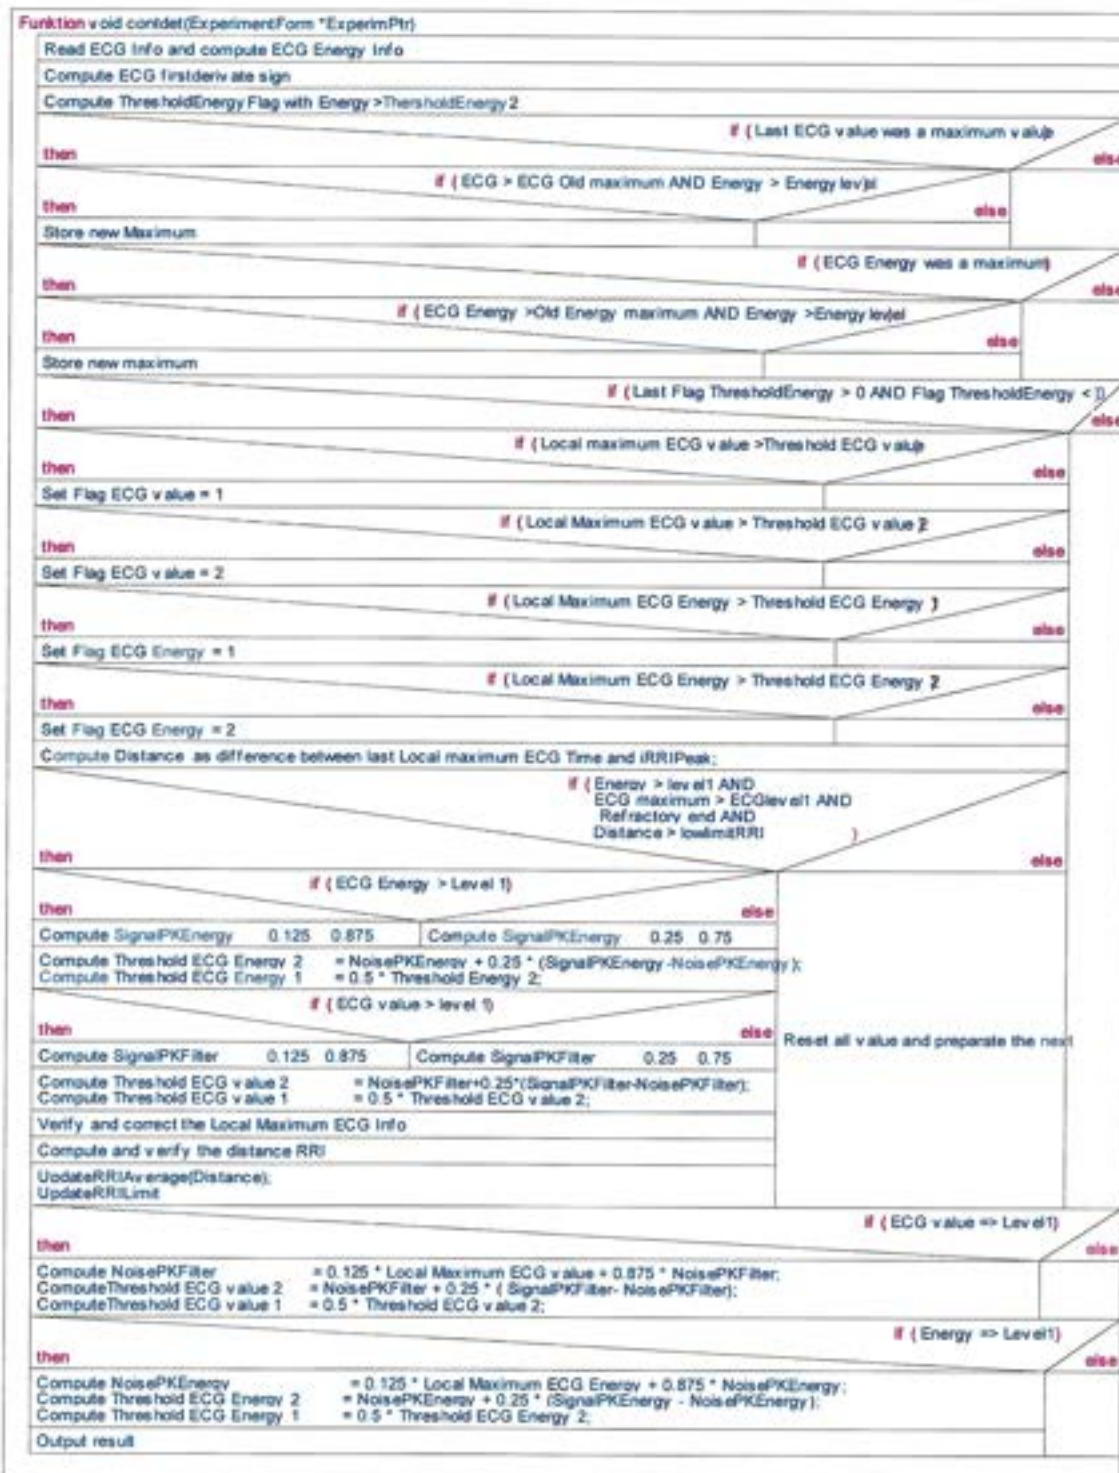 Funktion void contdet(ExperimentForm *ExperimPtr)
Read ECG Info and compute ECG Energy Info
Compute ECG firstderivate sign
Compute ThresholdEnergy Flag with Energy >ThersholdEnergy 2
if ( Last ECG value was a maximum value
then else
if ( ECG > ECG Old maximum AND Energy > Energy level
then else
Store new Maximum
if ( ECG Energy was a maximum)
then else
if ( ECG Energy >Old Energy maximum AND Energy >Energy level
then else
Store new maximum
if ( Last Flag ThresholdEnergy > 0 AND Flag ThresholdEnergy < 0
then else
if ( Local maximum ECG value >Threshold ECG value
then else
Set Flag ECG value = 1
if ( Local Maximum ECG value > Threshold ECG value 2
then else
Set Flag ECG value = 2
if ( Local Maximum ECG Energy > Threshold ECG Energy )
then else
Set Flag ECG Energy = 1
if ( Local Maximum ECG Energy > Threshold ECG Energy 2
then else
Set Flag ECG Energy = 2
Compute Distance as difference between last Local maximum ECG Time and iRRIPeak;
if ( Energy > level1 AND
ECG maximum > ECGlevel1 AND
Refractory end AND
Distance > lowlimitRRI )
then else
if ( ECG Energy > Level 1)
then else
Compute SignalPKEnergy 0.125 0.875 Compute SignalPKEnergy 0.25 0.75
Compute Threshold ECG Energy 2 = NoisePKEnergy + 0.25 * (SignalPKEnergy -NoisePKEnergy );
Compute Threshold ECG Energy 1 = 0.5 * Threshold Energy 2;
if ( ECG value > level 1)
then else
Reset all value and preparate the next
Compute SignalPKFilter 0.125 0.875 Compute SignalPKFilter 0.25 0.75
Compute Threshold ECG value 2 = NoisePKFilter+0.25*(SignalPKFilter-NoisePKFilter);
Compute Threshold ECG value 1 = 0.5 * Threshold ECG value 2;
Verify and correct the Local Maximum ECG Info
Compute and verify the distance RRI
UpdateRRIAverage(Distance);
UpdateRRILimit
if ( ECG value => Level1)
then else
Compute NoisePKFilter = 0.125 * Local Maximum ECG value + 0.875 * NoisePKFilter;
ComputeThreshold ECG value 2 = NoisePKFilter + 0.25 * ( SignalPKFilter- NoisePKFilter);
ComputeThreshold ECG value 1 = 0.5 * Threshold ECG value 2;
if ( Energy => Level1)
then else
Compute NoisePKEnergy = 0.125 * Local Maximum ECG Energy + 0.875 * NoisePKEnergy;
Compute Threshold ECG Energy 2 = NoisePKEnergy + 0.25 * (SignalPKEnergy - NoisePKEnergy );
Compute Threshold ECG Energy 1 = 0.5 * Threshold ECG Energy 2;
Output result